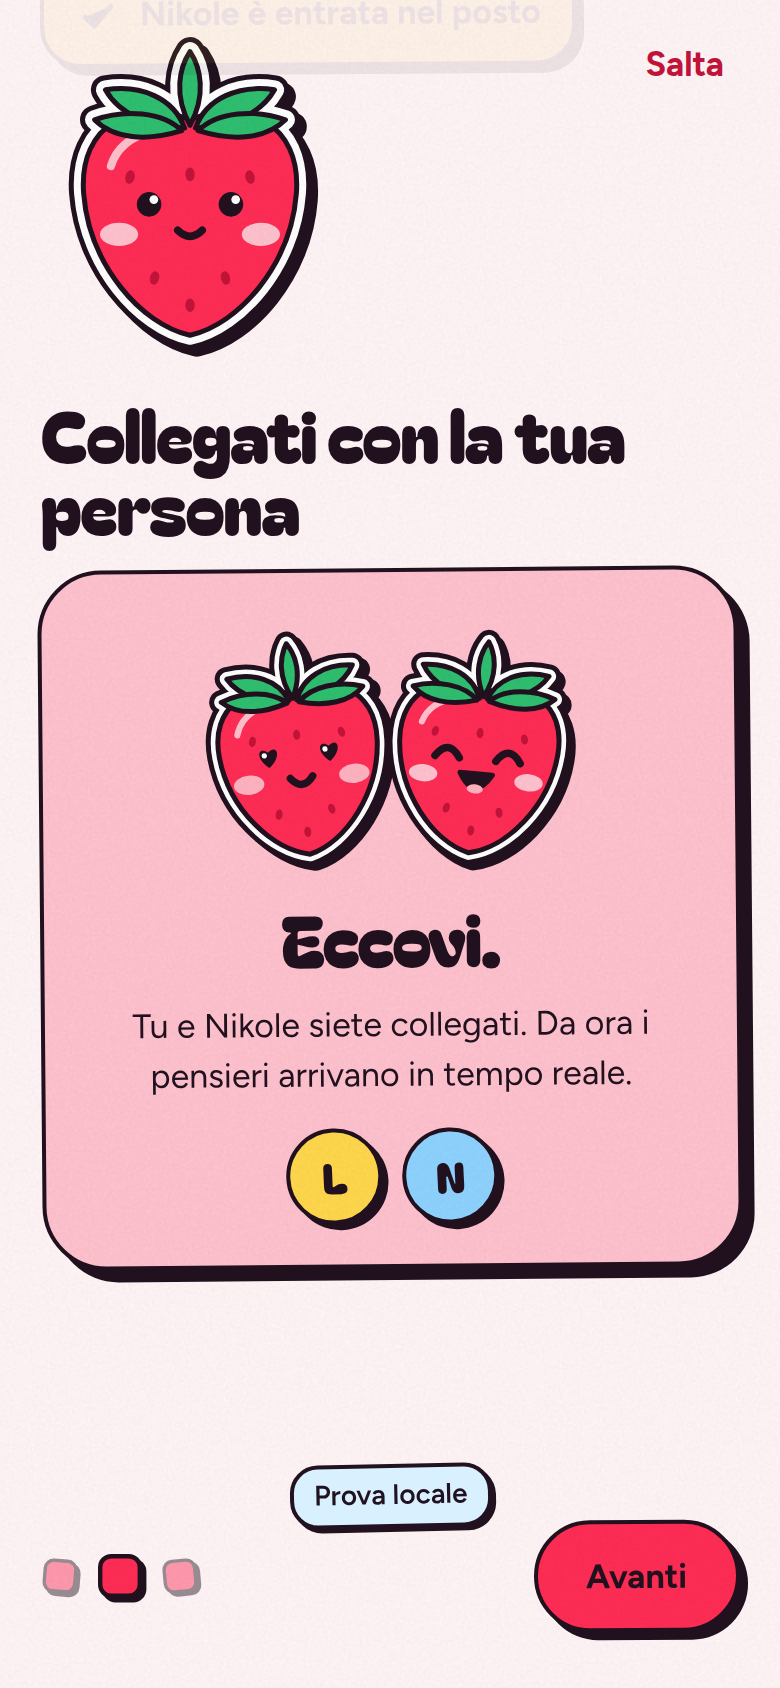 Nikole è entrata nel posto
Salta
Collegati con la tua
persona
Eccovi.
Tu e Nikole siete collegati. Da ora i
pensieri arrivano in tempo reale.
L N
Prova locale
Avanti